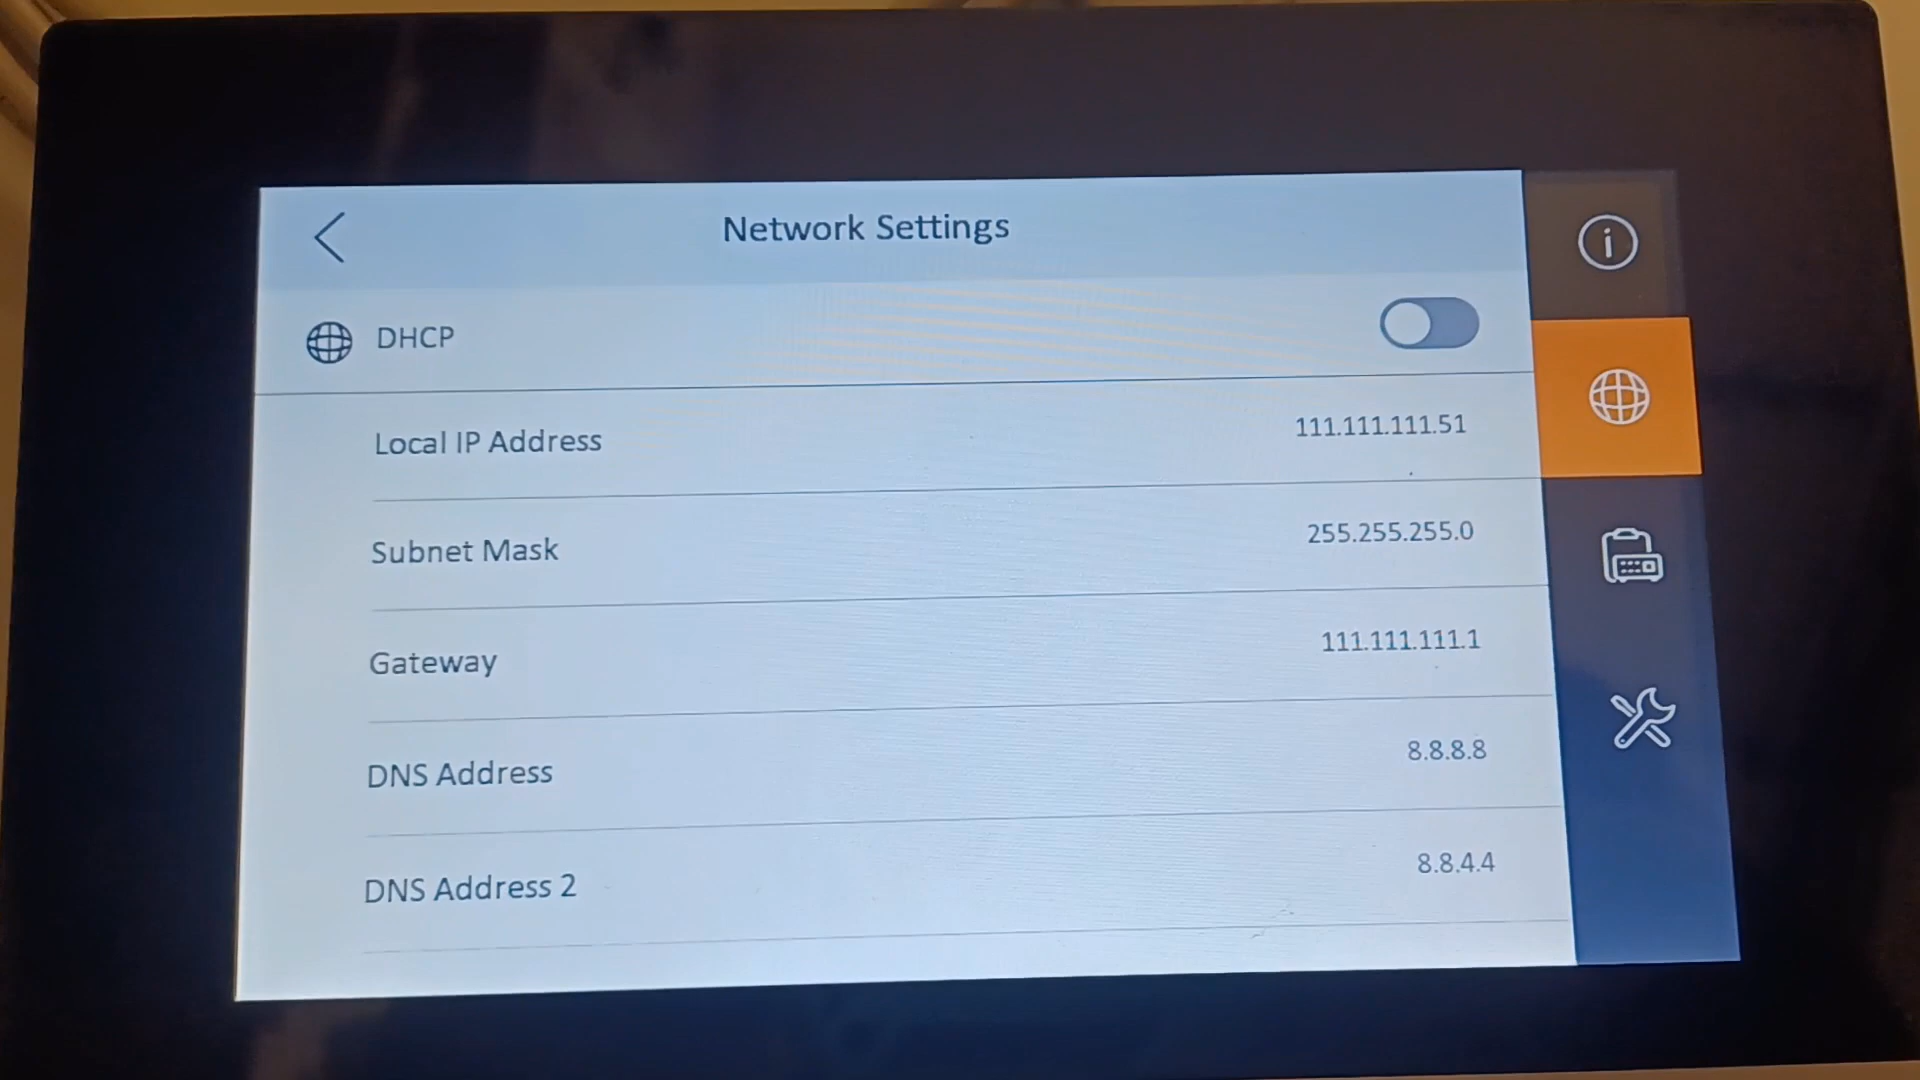 Network Settings
DHCP
Local IP Address 111.111.111.51
Subnet Mask 255.255.255.0
Gateway 111.111.111.1
DNS Address 8.8.8.8
DNS Address 2 8.8.4.4